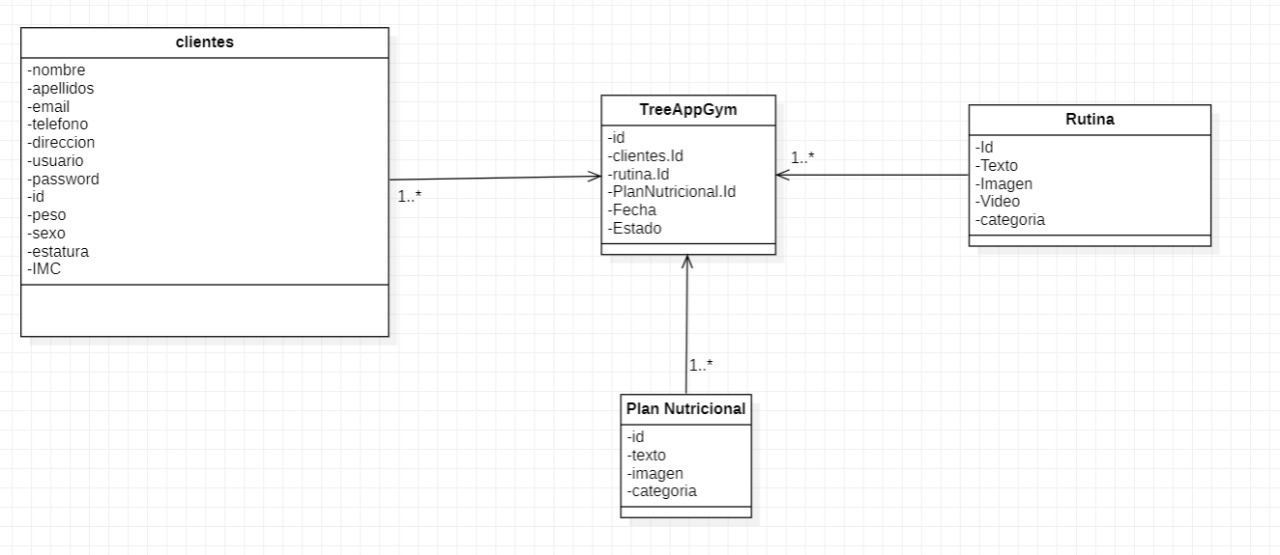 clientes
-nombre
-apellidos
-email
-telefono
-direccion
-usuario
-password
-id
-peso
-sexo
-estatura
-IMC
1..*
TreeAppGym
-id
-clientes.Id
-rutina.Id
-PlanNutricional.Id
-Fecha
-Estado
1..*
Rutina
-Id
-Texto
-Imagen
-Video
-categoria
1..*
Plan Nutricional
-id
-texto
-imagen
-categoria